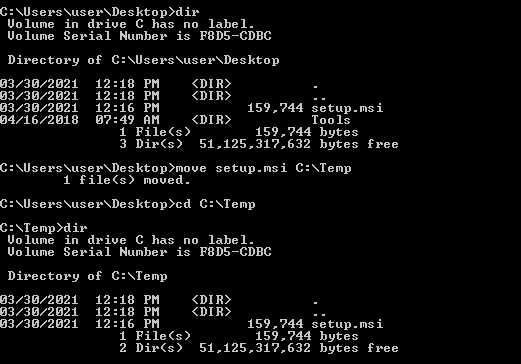 C:\Users\user\Desktop>dir
 Volume in drive C has no label.
 Volume Serial Number is F8D5-CDBC

 Directory of C:\Users\user\Desktop

03/30/2021  12:18 PM    <DIR>          .
03/30/2021  12:18 PM    <DIR>          ..
03/30/2021  12:16 PM           159,744 setup.msi
04/16/2018  07:49 AM    <DIR>          Tools
               1 File(s)        159,744 bytes
               3 Dir(s)  51,125,317,632 bytes free

C:\Users\user\Desktop>move setup.msi C:\Temp
        1 file(s) moved.

C:\Users\user\Desktop>cd C:\Temp

C:\Temp>dir
 Volume in drive C has no label.
 Volume Serial Number is F8D5-CDBC

 Directory of C:\Temp

03/30/2021  12:18 PM    <DIR>          .
03/30/2021  12:18 PM    <DIR>          ..
03/30/2021  12:16 PM           159,744 setup.msi
               1 File(s)        159,744 bytes
               2 Dir(s)  51,125,317,632 bytes free